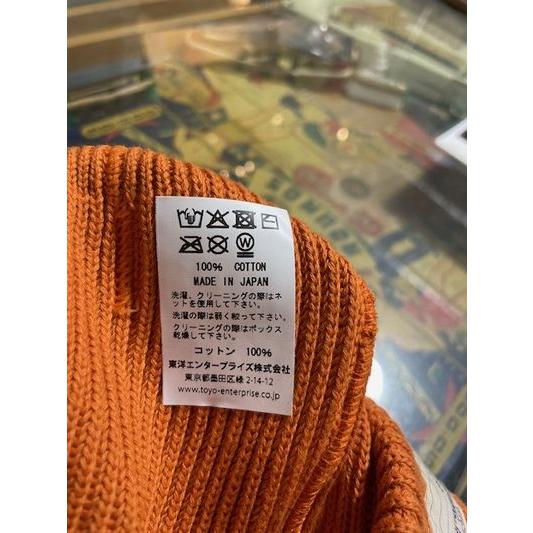 100% COTTON
MADE IN JAPAN
洗濯、クリーニングの際はネ
ットを使用して下さい。
洗濯の際は弱く絞って下さい。
クリーニングの際はボックス
乾燥して下さい。
コットン 100%
東洋エンタープライズ株式会社
東京都墨田区緑 2-14-12
www.toyo-enterprise.co.jp